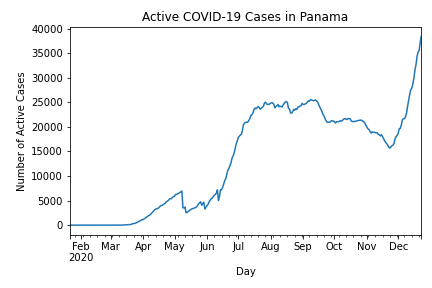 Active COVID-19 Cases in Panama
Number of Active Cases
40000
35000
30000
25000
20000
15000
10000
5000
0
Feb Mar Apr May Jun Jul Aug Sep Oct Nov Dec
2020
Day